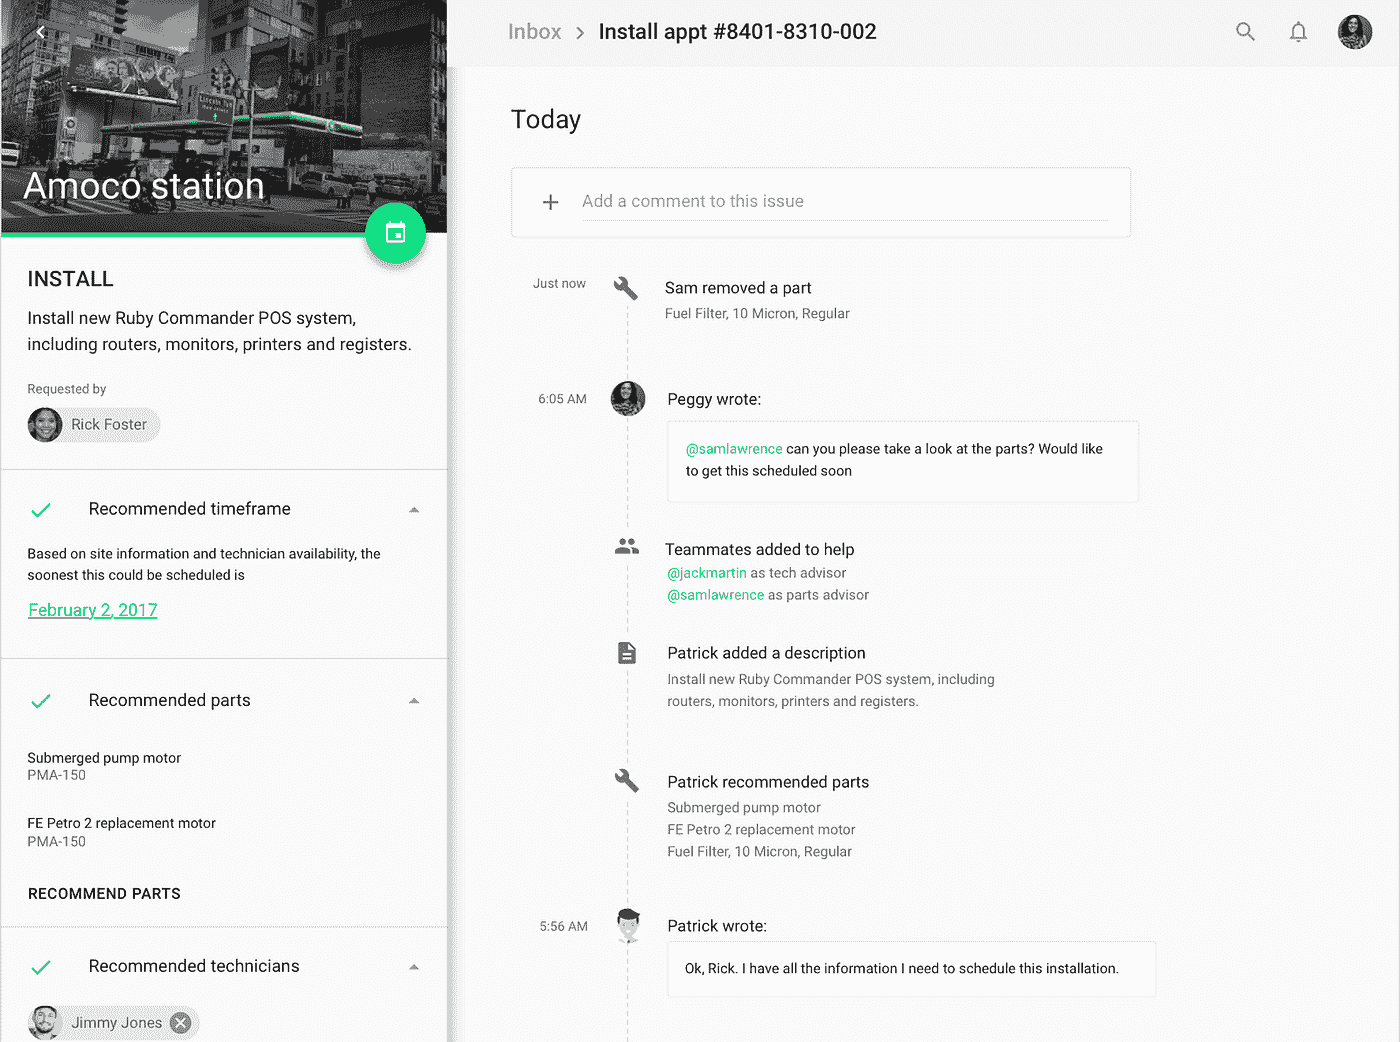 Inbox > Install appt #8401-8310-002
Lincoln Tun
Amoco station
INSTALL
Install new Ruby Commander POS system,
including routers, monitors, printers and registers.
Requested by
Rick Foster
Recommended timeframe
Based on site information and technician availability, the
soonest this could be scheduled is
February 2, 2017
Recommended parts
Submerged pump motor
PMA-150
FE Petro 2 replacement motor
PMA-150
RECOMMEND PARTS
Recommended technicians
Jimmy Jones
Today
Add a comment to this issue
Just now
Sam removed a part
Fuel Filter, 10 Micron, Regular
6:05 AM
Peggy wrote:
@samlawrence can you please take a look at the parts? Would like
to get this scheduled soon
Teammates added to help
@jackmartin as tech advisor
@samlawrence as parts advisor
Patrick added a description
Install new Ruby Commander POS system, including
routers, monitors, printers and registers.
Patrick recommended parts
Submerged pump motor
FE Petro 2 replacement motor
Fuel Filter, 10 Micron, Regular
5:56 AM
Patrick wrote:
Ok, Rick. I have all the information I need to schedule this installation.